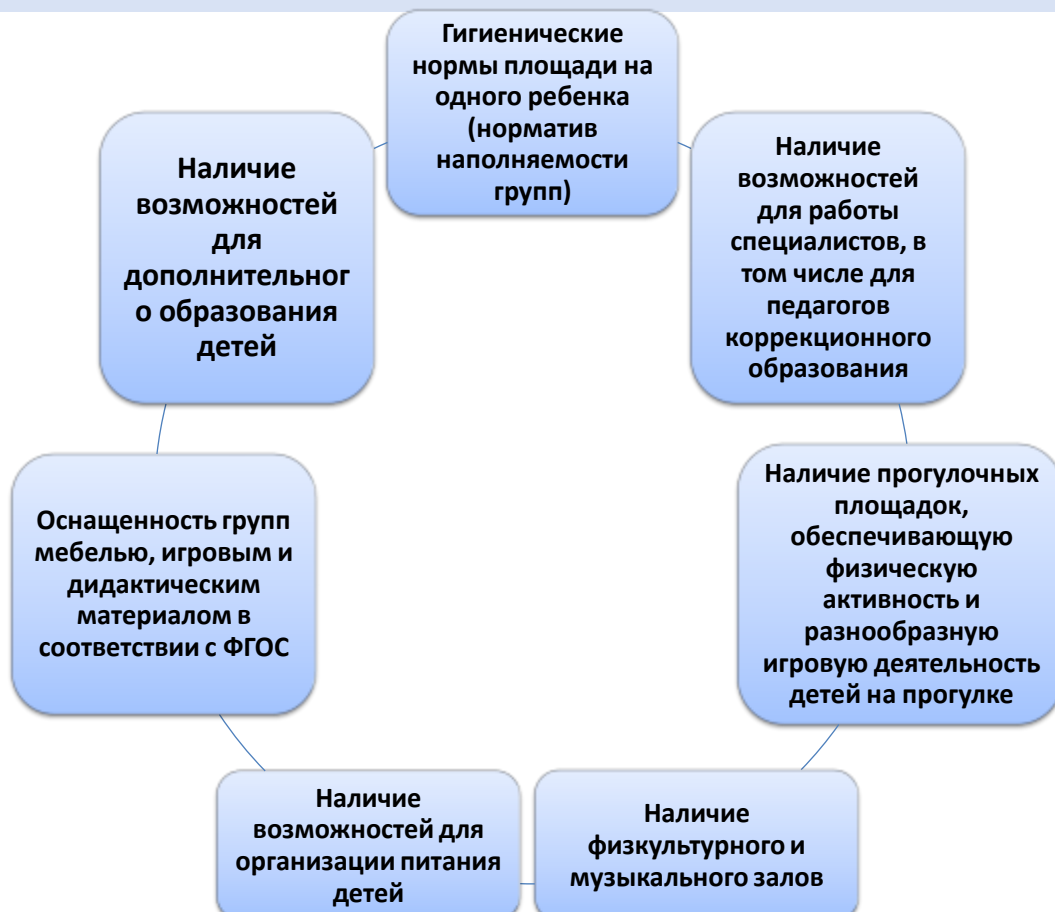 Гигиенические
нормы площади на
одного ребенка
(норматив
наполняемости
групп)
Наличие
возможностей
для работы
специалистов, в
том числе для
педагогов
коррекционного
образования
Наличие прогулочных
площадок,
обеспечивающую
физическую
активность и
разнообразную
игровую деятельность
детей на прогулке
Наличие
физкультурного и
музыкального залов
Наличие
возможностей для
организации питания
детей
Оснащенность групп
мебелью, игровым и
дидактическим
материалом в
соответствии с ФГОС
Наличие
возможностей
для
дополнительног
о образования
детей